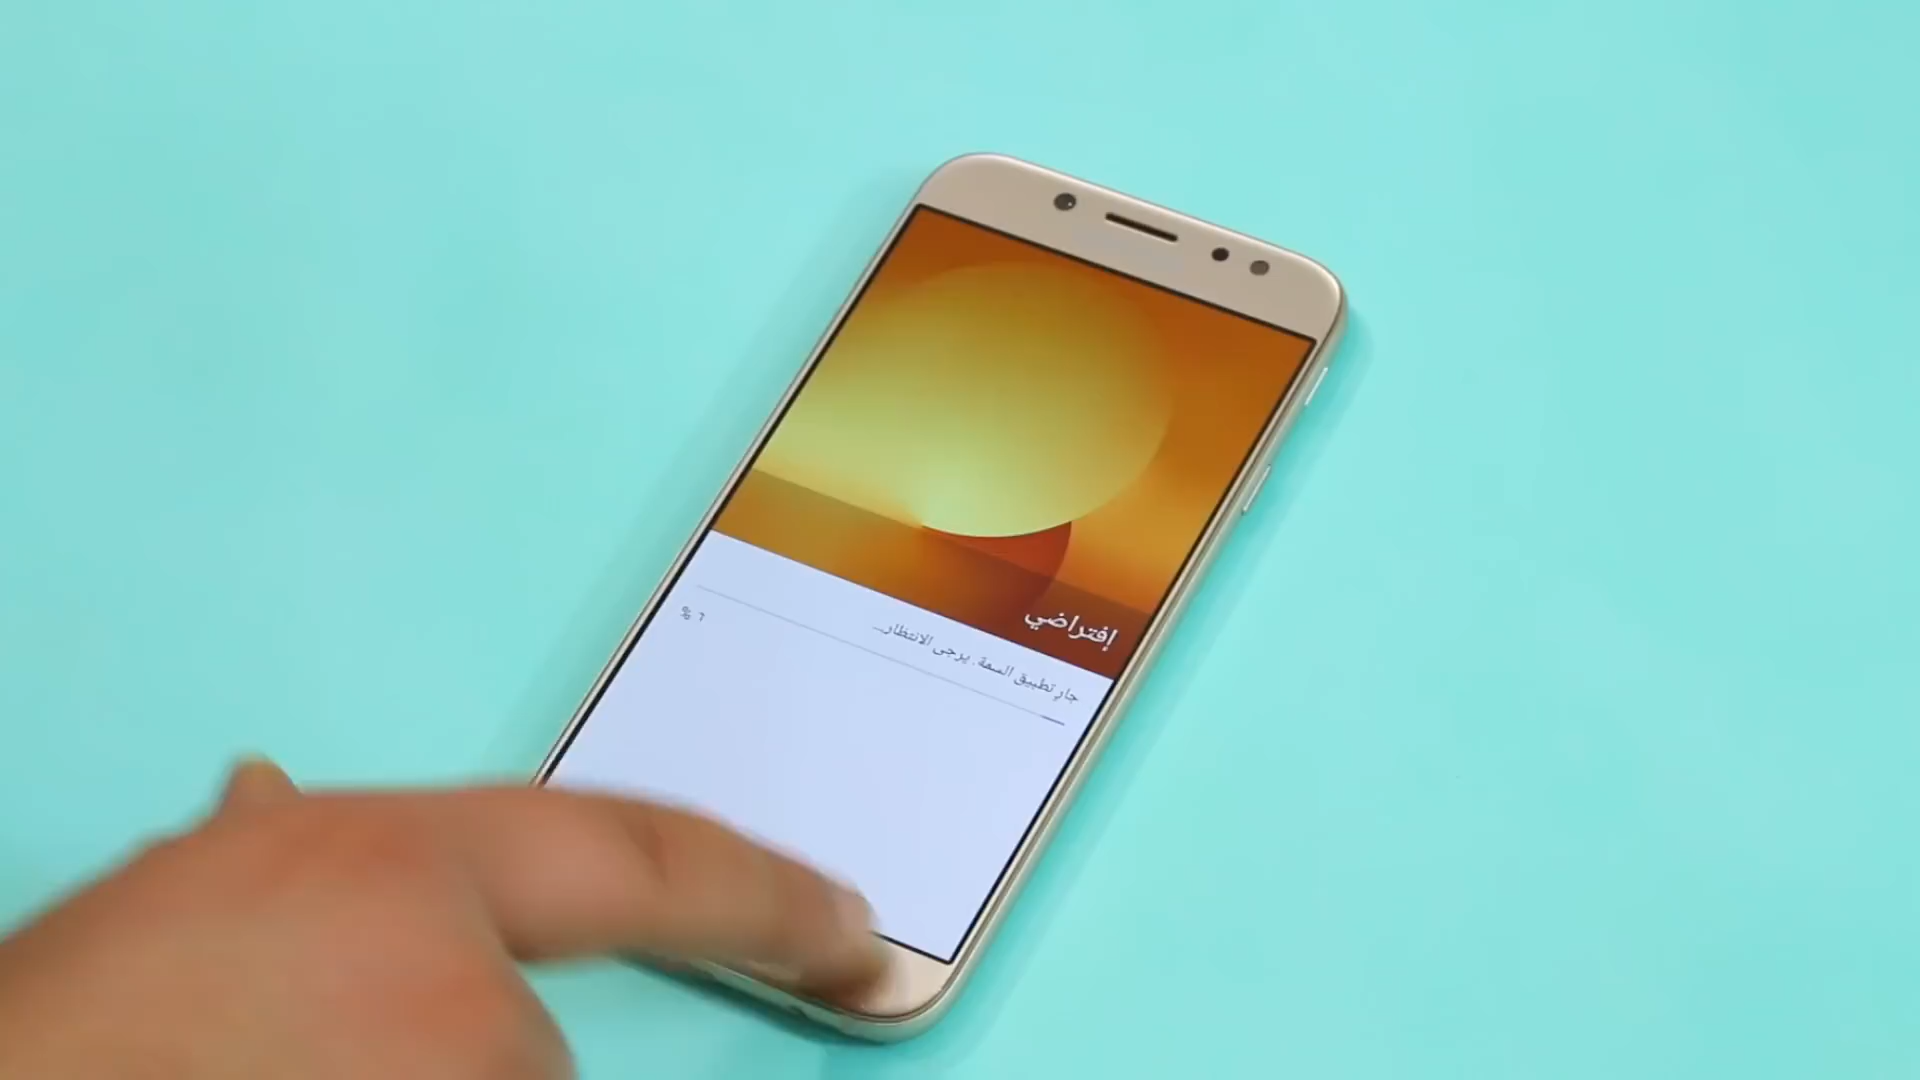 إفتراضي
جارٍ تطبيق السمة. يرجى الانتظار...
٦ %